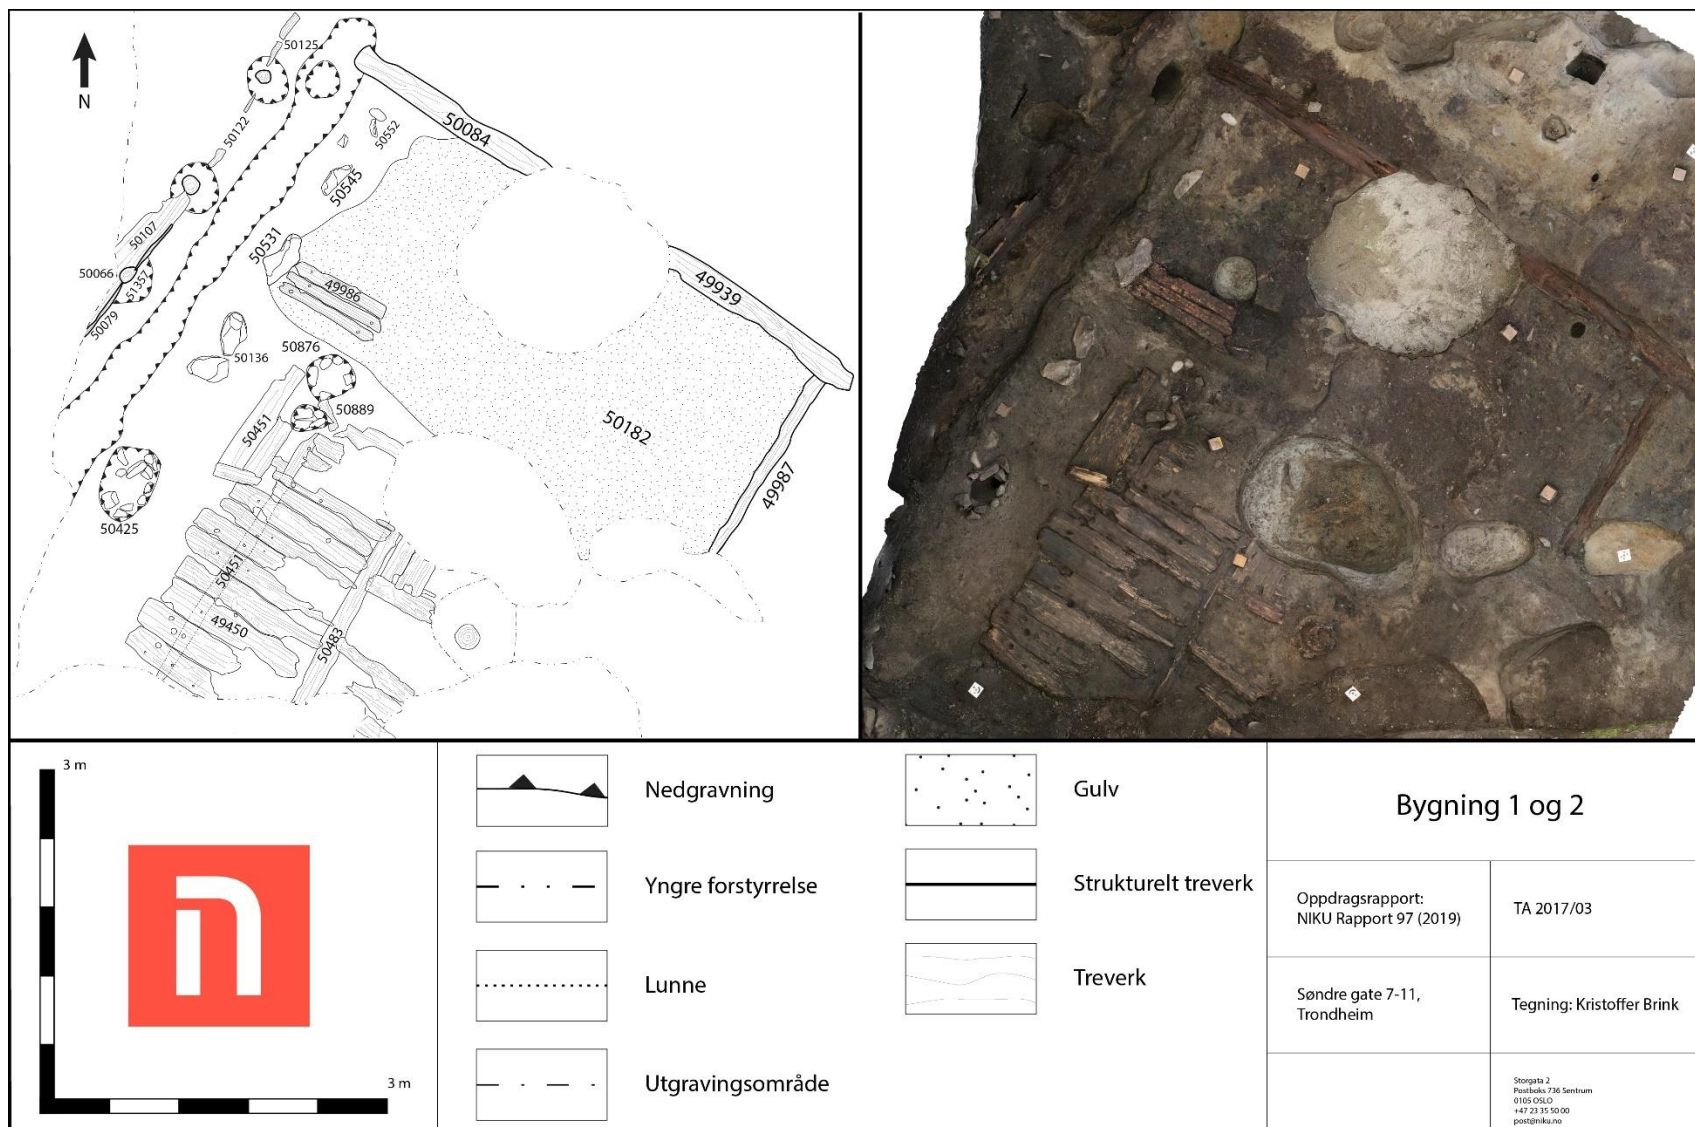 N
50125
50122
50084
50552
50545
50107
50531
50066
51357
50079
49986
49939
50136
50876
50889
50451
50182
49987
50425
50451
49450
50483
3 m
3 m
Nedgravning
Yngre forstyrrelse
Lunne
Utgravingsområde
Gulv
Strukturelt treverk
Treverk
Bygning 1 og 2
Oppdragsrapport:
NIKU Rapport 97 (2019)
TA 2017/03
Søndre gate 7-11,
Trondheim
Tegning: Kristoffer Brink
Storgata 2
Postboks 736 Sentrum
0105 OSLO
+47 23 35 50 00
post@niku.no